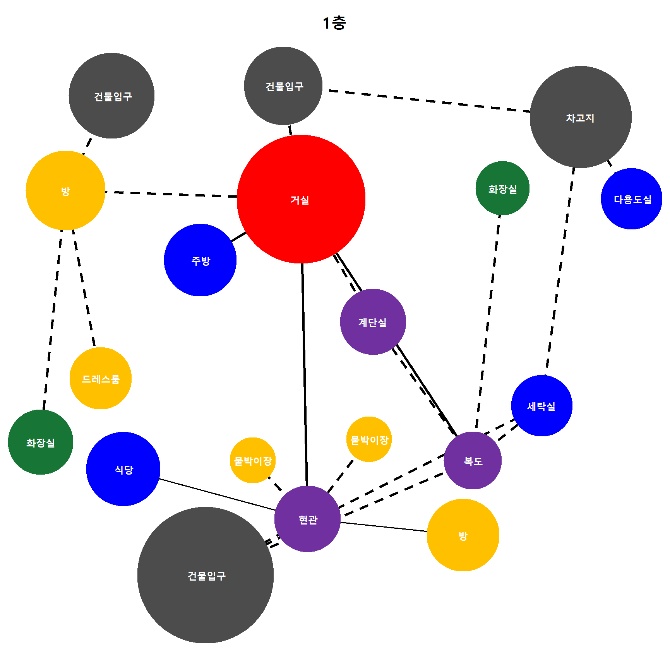 1층
건물입구
건물입구
차고지
방
거실
화장실
다용도실
주방
계단실
드레스룸
세탁실
화장실
식당
붙박이장
붙박이장
복도
현관
방
건물입구